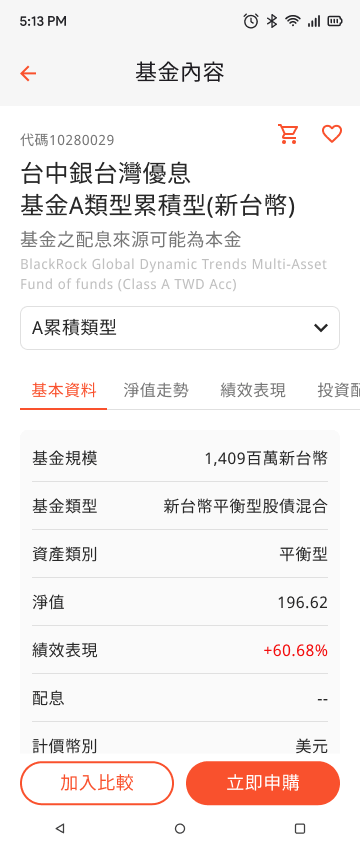 5:13 PM
基金內容
代碼10280029
台中銀台灣優息
基金A類型累積型(新台幣)
基金之配息來源可能為本金
BlackRock Global Dynamic Trends Multi-Asset
Fund of funds (Class A TWD Acc)
A累積類型
基本資料 淨值走勢 績效表現 投資配
基金規模 1,409百萬新台幣
基金類型 新台幣平衡型股債混合
資產類別 平衡型
淨值 196.62
績效表現 +60.68%
配息 --
計價幣別 美元
加入比較 立即申購